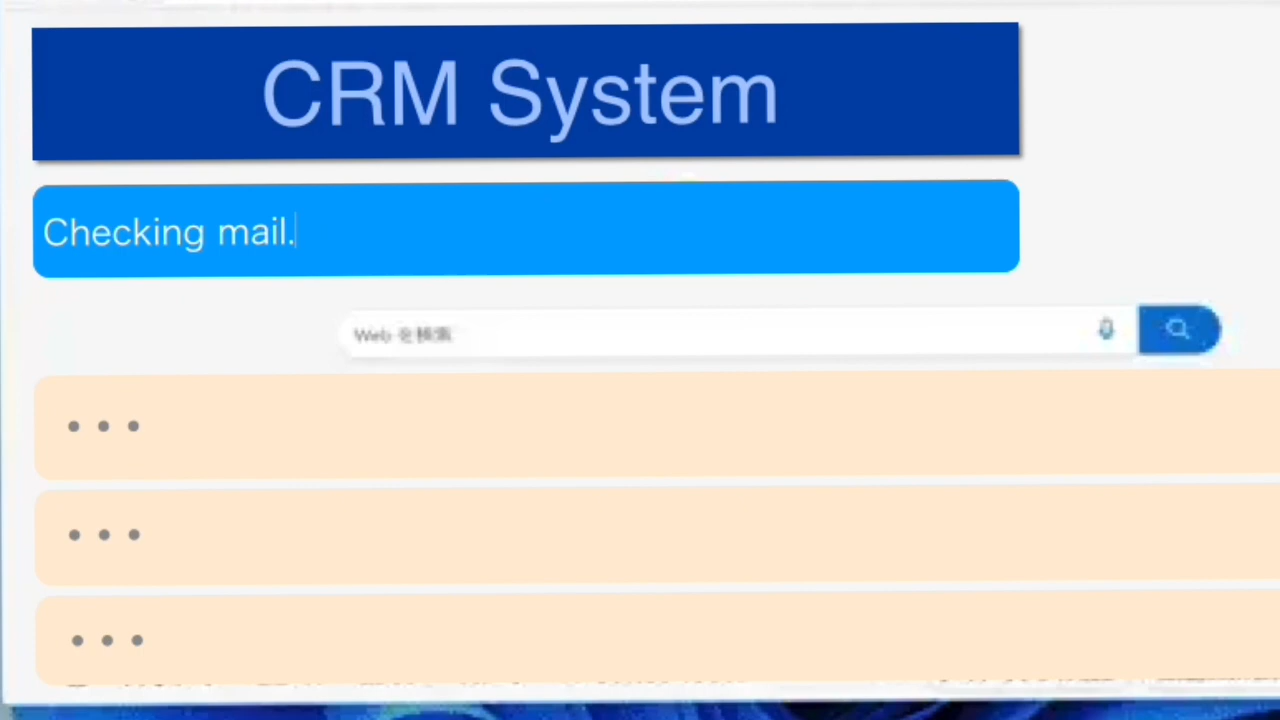 CRM System
Checking mail.
Web を検索
• • •
• • •
• • •